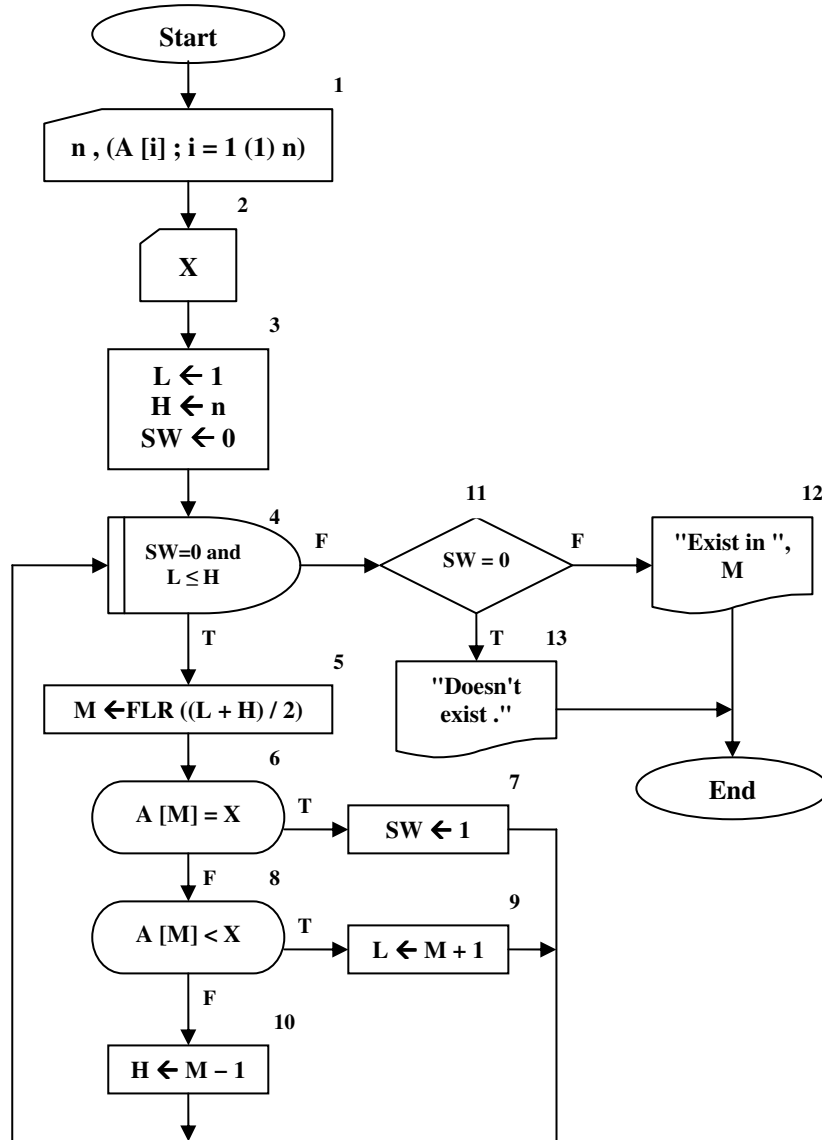 Start
1
n , (A [i] ; i = 1 (1) n)
2
X
3
L ← 1
H ← n
SW ← 0
4
SW=0 and
L ≤ H
F
T
11
SW = 0
F
T
12
"Exist in ",
M
13
"Doesn't
exist ."
End
5
M ←FLR ((L + H) / 2)
6
A [M] = X
T
F
7
SW ← 1
8
A [M] < X
T
F
9
L ← M + 1
10
H ← M – 1